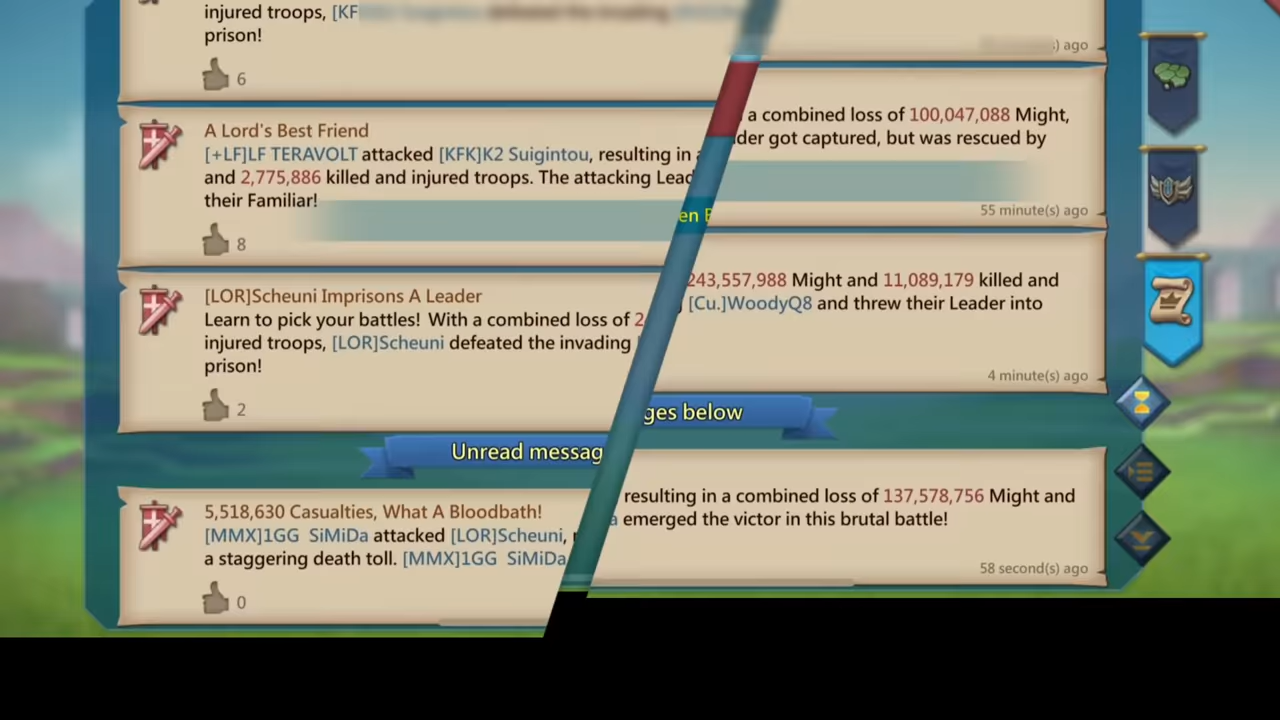 injured troops, [KF
prison!
6
) ago
A Lord's Best Friend
[+LF]LF TERAVOLT attacked [KFK]K2 Suigintou, resulting in a combined loss of 100,047,088 Might,
and 2,775,886 killed and injured troops. The attacking Lead der got captured, but was rescued by
their Familiar!
en
8
55 minute(s) ago
[LOR]Scheuni Imprisons A Leader
Learn to pick your battles! With a combined loss of 2 243,557,988 Might and 11,089,179 killed and
injured troops, [LOR]Scheuni defeated the invading [Cu.]WoodyQ8 and threw their Leader into
prison!
2
4 minute(s) ago
Unread messag ges below
5,518,630 Casualties, What A Bloodbath!
[MMX]1GG SiMiDa attacked [LOR]Scheuni, resulting in a combined loss of 137,578,756 Might and
a staggering death toll. [MMX]1GG SiMiDa emerged the victor in this brutal battle!
0
58 second(s) ago